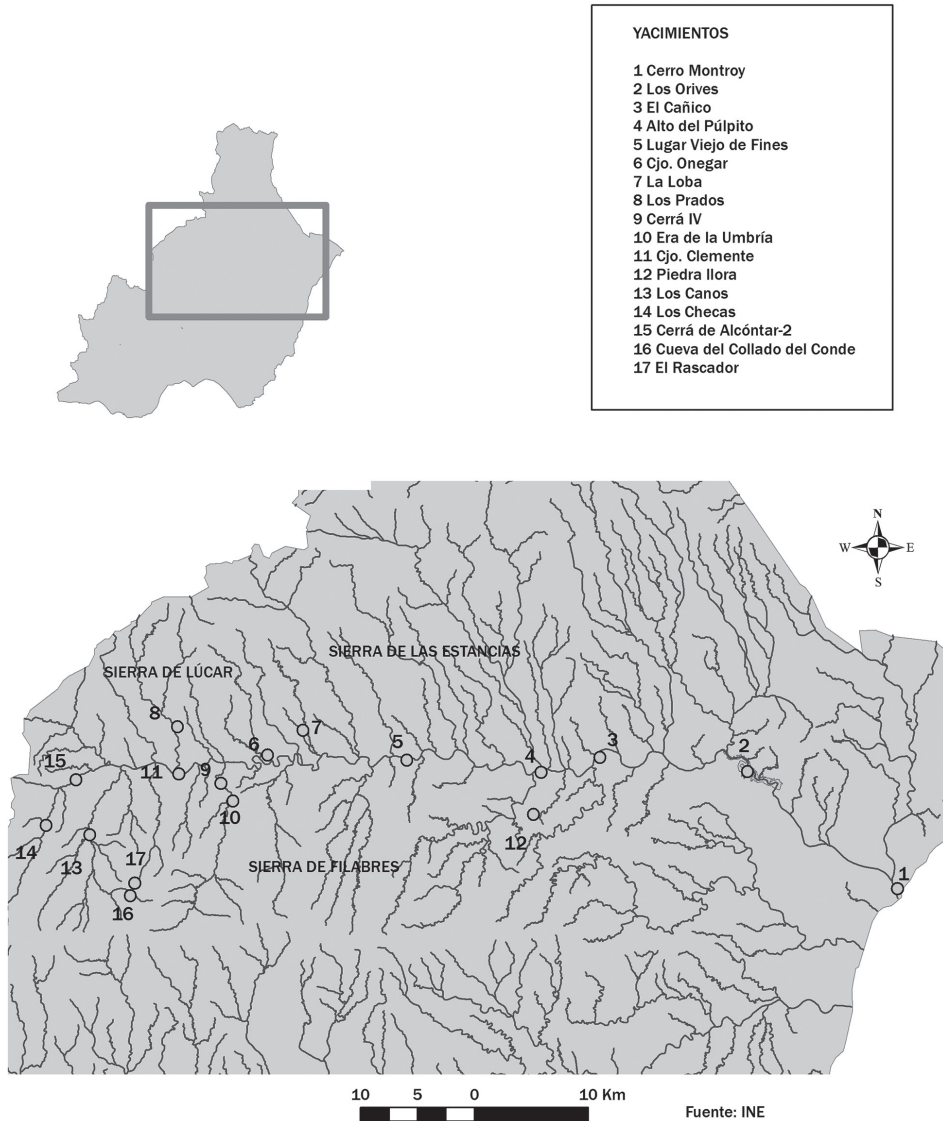 YACIMIENTOS
1 Cerro Montroy
2 Los Orives
3 El Cañico
4 Alto del Púlpito
5 Lugar Viejo de Fines
6 Cjo. Onegar
7 La Loba
8 Los Prados
9 Cerrá IV
10 Era de la Umbría
11 Cjo. Clemente
12 Piedra llora
13 Los Canos
14 Los Checas
15 Cerrá de Alcóntar-2
16 Cueva del Collado del Conde
17 El Rascador
N
W E
S
SIERRA DE LAS ESTANCIAS
SIERRA DE LÚCAR
8
7
6
5
3
2
4
15
11
9
10
12
14
13
17
SIERRA DE FILABRES
1
16
10 5 0 10 Km
Fuente: INE